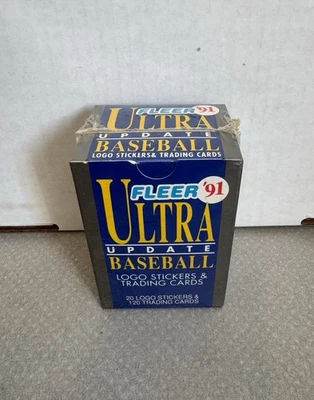 FLEER '91
ULTRA
UPDATE
BASEBALL
LOGO STICKERS & TRADING CARDS
FLEER '91
ULTRA
UPDATE
BASEBALL
LOGO STICKERS &
TRADING CARDS
20 LOGO STICKERS &
120 TRADING CARDS